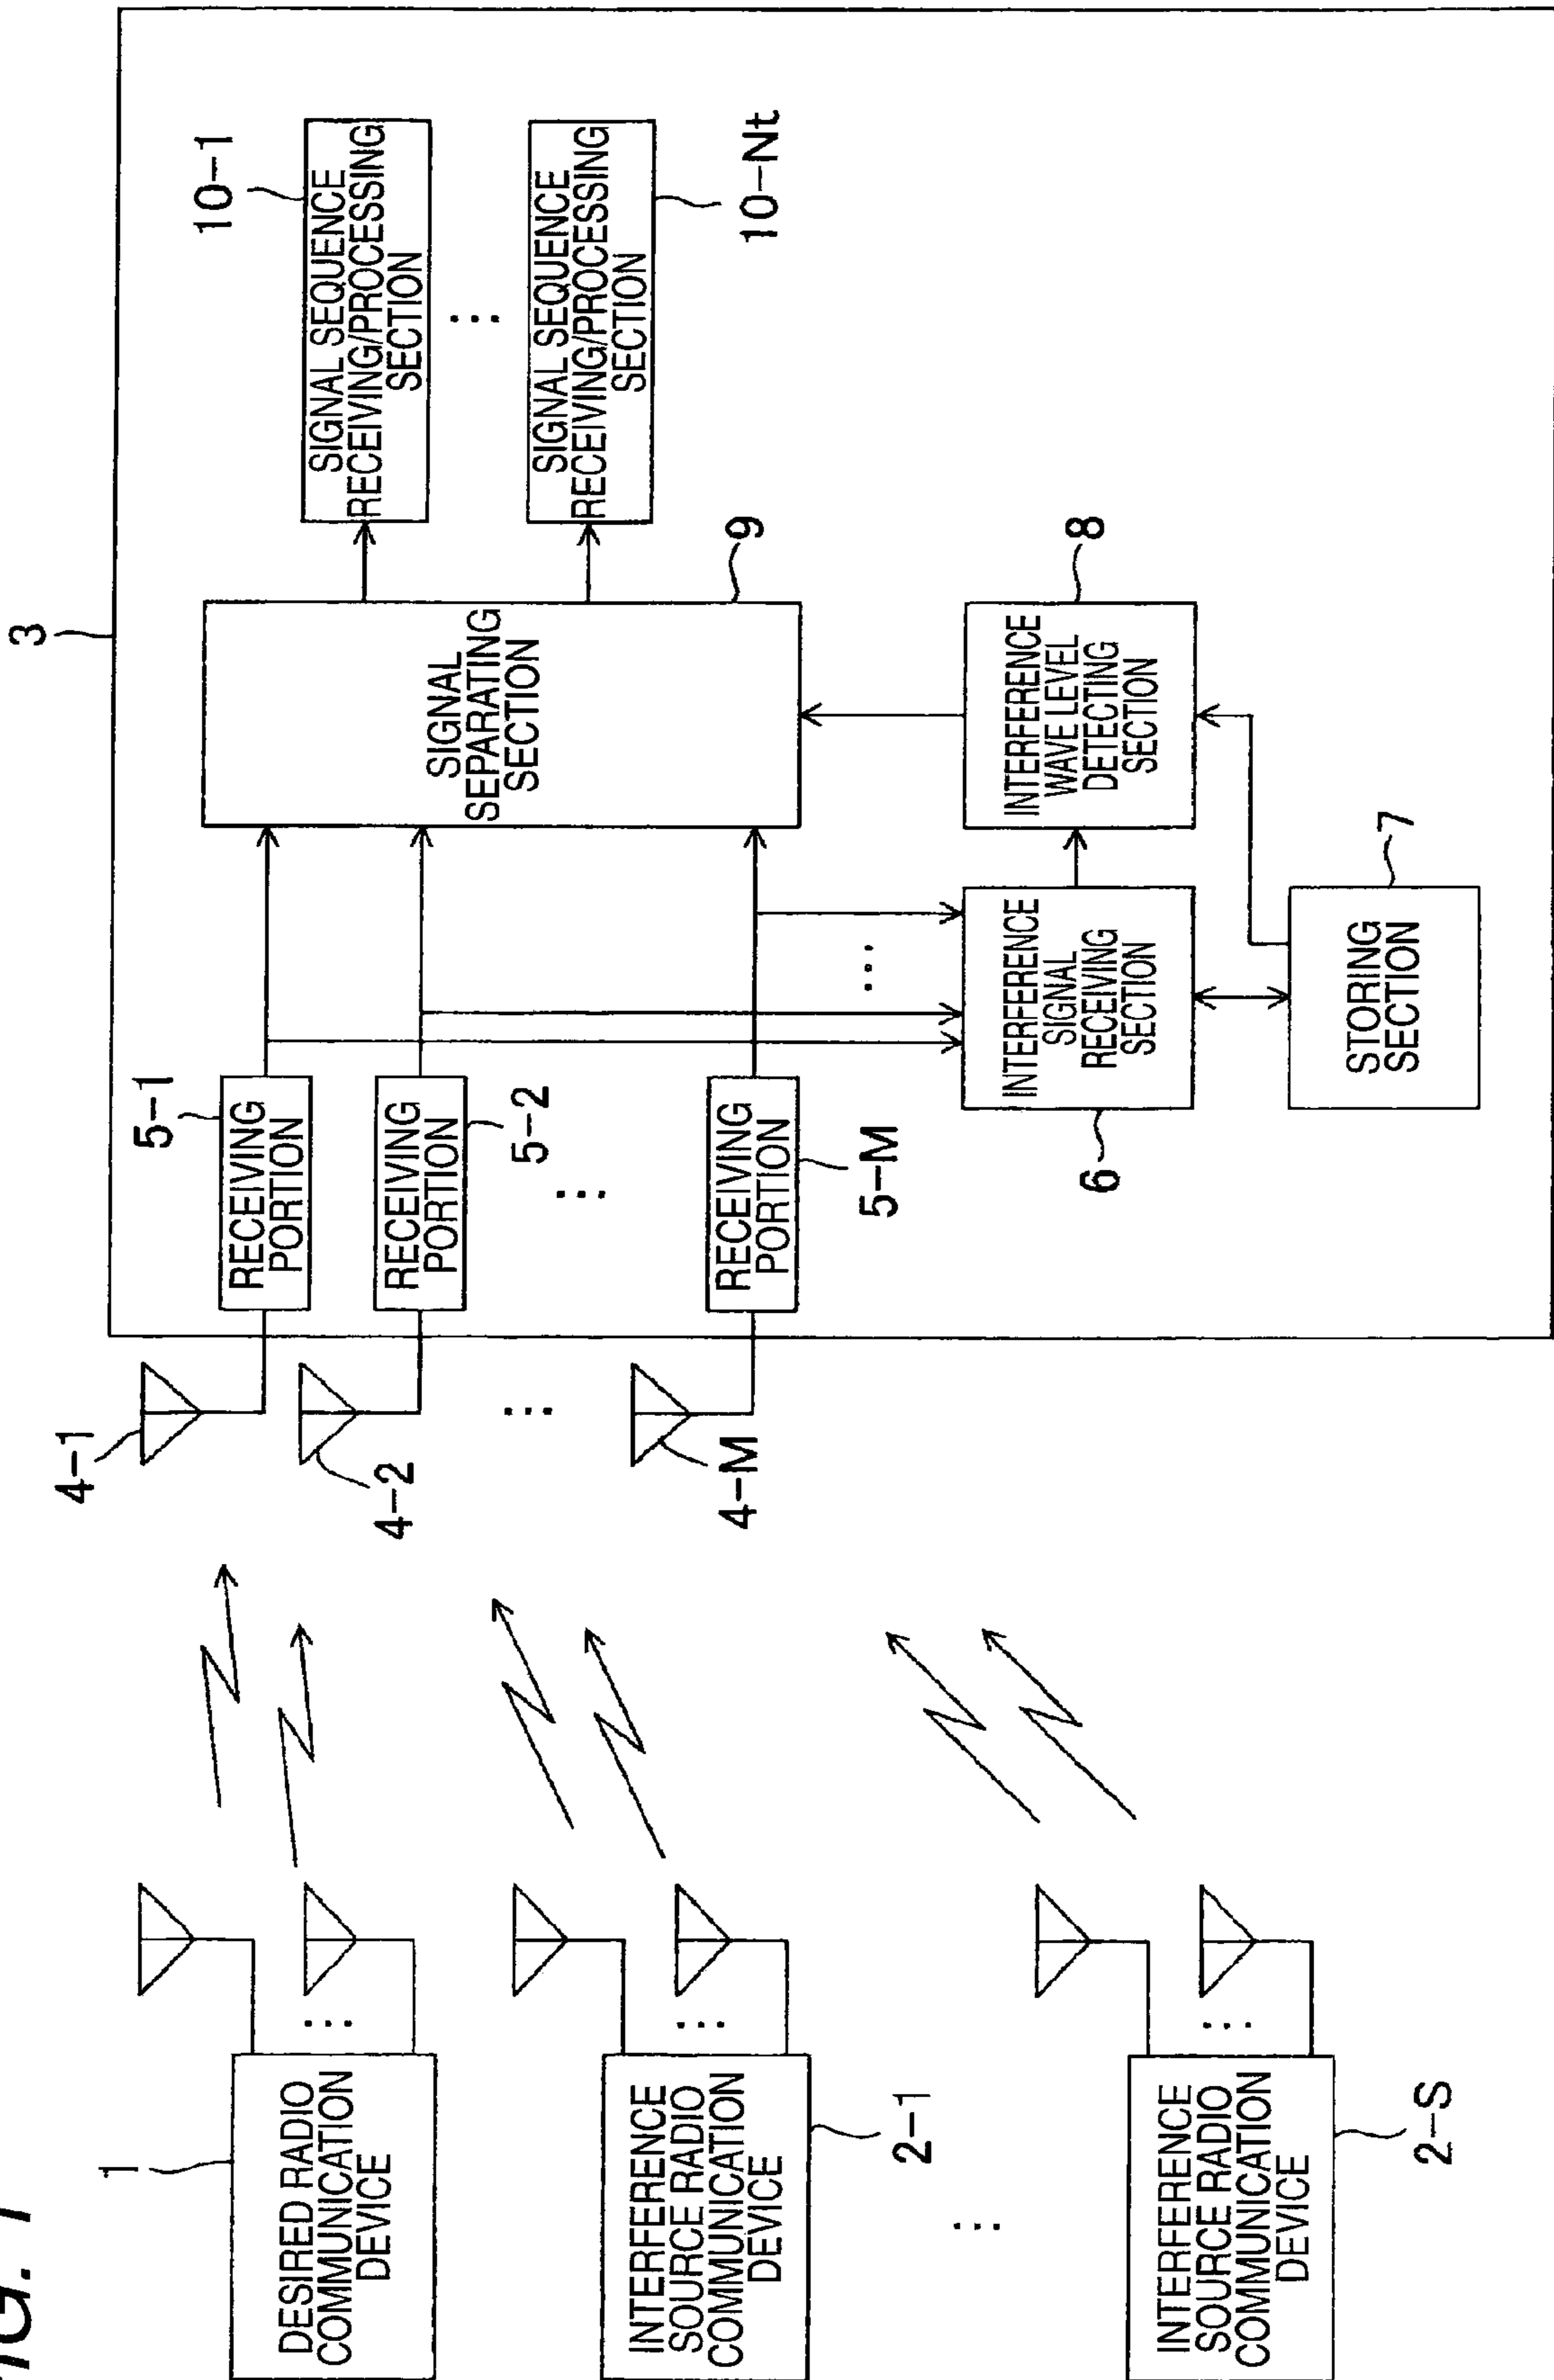 FIG. 1
1
DESIRED RADIO
COMMUNICATION
DEVICE
...
INTERFERENCE
SOURCE RADIO
COMMUNICATION
DEVICE
...
2-1
...
INTERFERENCE
SOURCE RADIO
COMMUNICATION
DEVICE
...
2-S
4-1
4-2
...
4-M
3
5-1
RECEIVING
PORTION
RECEIVING
PORTION
5-2
...
RECEIVING
PORTION
5-M
...
INTERFERENCE
SIGNAL
RECEIVING
SECTION
6
STORING
SECTION
7
INTERFERENCE
WAVE LEVEL
DETECTING
SECTION
8
SIGNAL
SEPARATING
SECTION
9
10-1
SIGNAL SEQUENCE
RECEIVING/PROCESSING
SECTION
...
SIGNAL SEQUENCE
RECEIVING/PROCESSING
SECTION
10-Nt